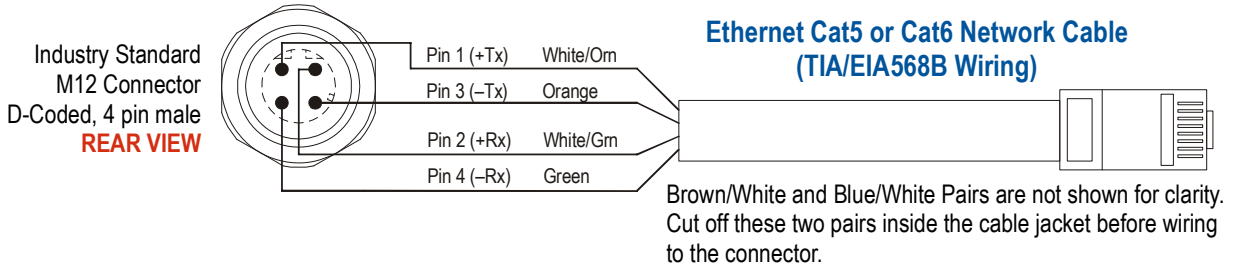 Industry Standard
M12 Connector
D-Coded, 4 pin male
REAR VIEW
Pin 1 (+Tx) White/Orn
Pin 3 (–Tx) Orange
Pin 2 (+Rx) White/Grn
Pin 4 (–Rx) Green
Ethernet Cat5 or Cat6 Network Cable
(TIA/EIA568B Wiring)
Brown/White and Blue/White Pairs are not shown for clarity.
Cut off these two pairs inside the cable jacket before wiring
to the connector.